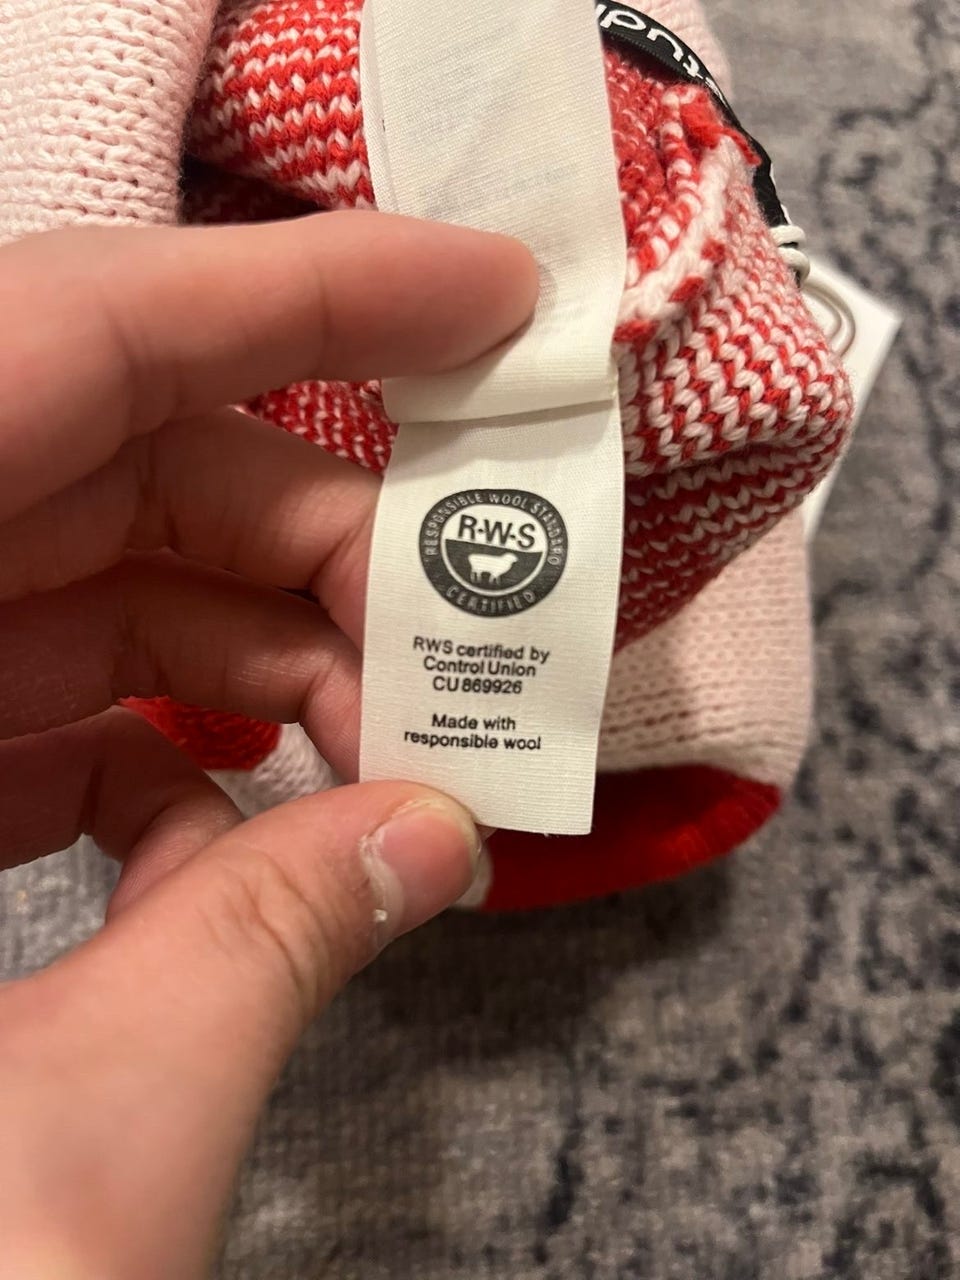 RESPONSIBLE WOOL STANDARD
R·W·S
CERTIFIED
RWS certified by
Control Union
CU 869926
Made with
responsible wool